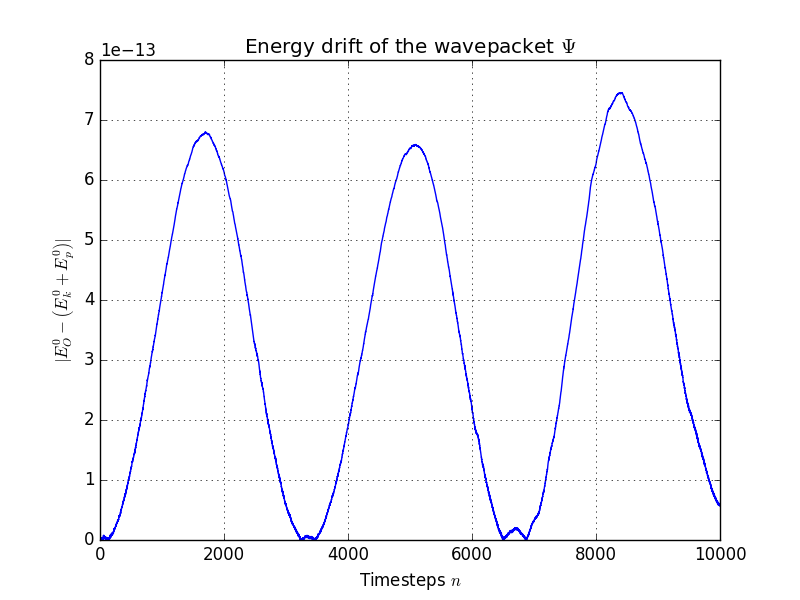 Energy drift of the wavepacket Ψ
1e−13
8
7
6
5
4
3
2
1
0
|E_O^0 − (E_k^0 + E_p^0)|
0 2000 4000 6000 8000 10000
Timesteps n